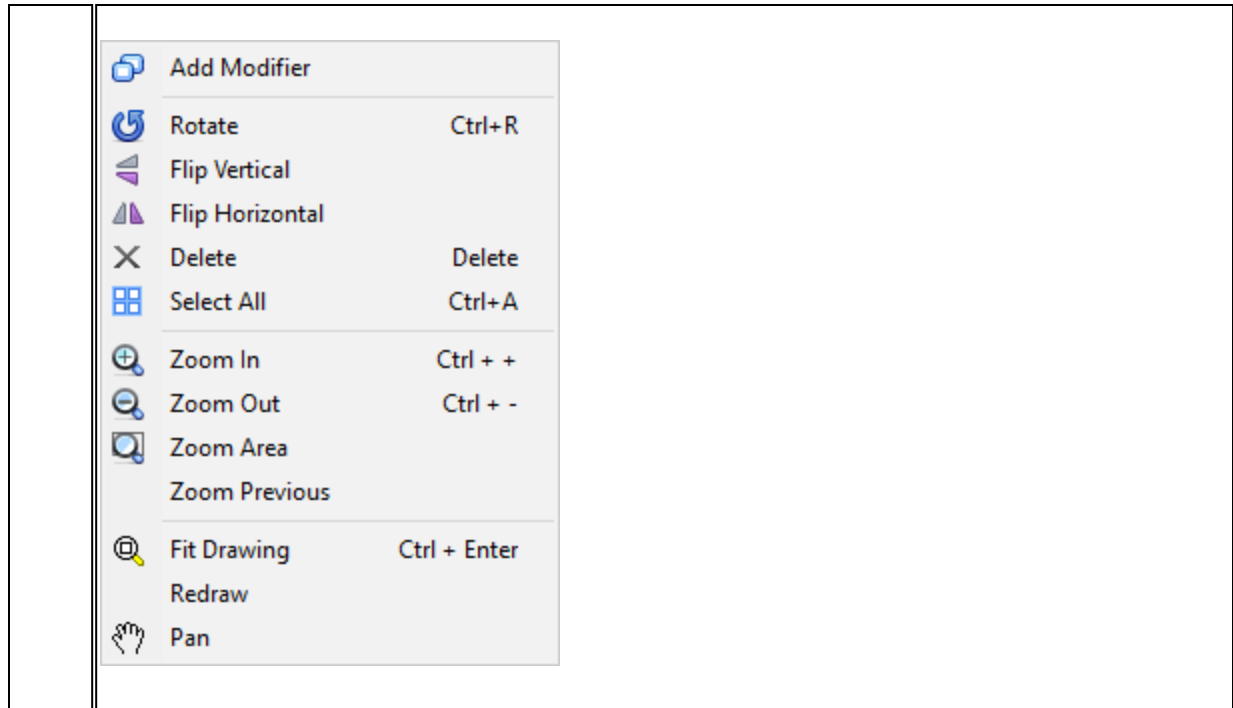 Add Modifier
Rotate Ctrl+R
Flip Vertical
Flip Horizontal
Delete Delete
Select All Ctrl+A
Zoom In Ctrl + +
Zoom Out Ctrl + -
Zoom Area
Zoom Previous
Fit Drawing Ctrl + Enter
Redraw
Pan